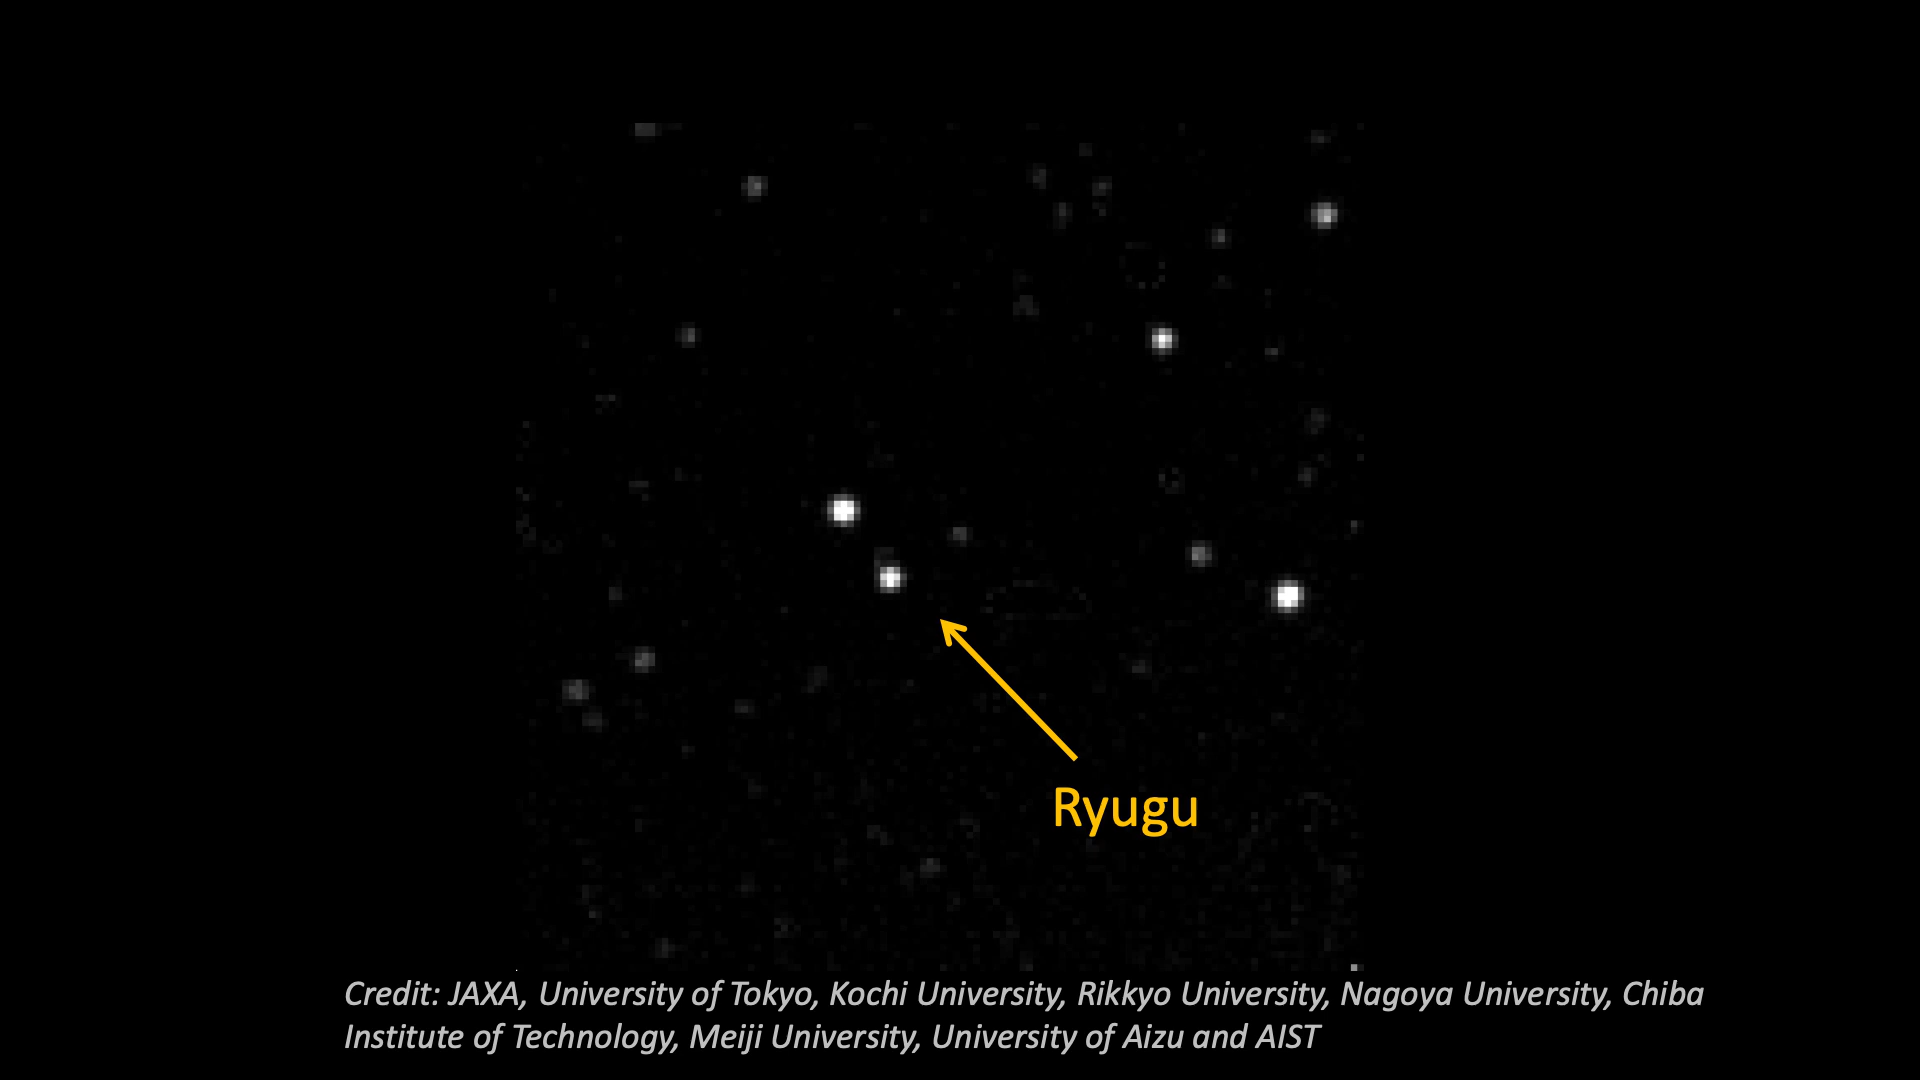 Ryugu
Credit: JAXA, University of Tokyo, Kochi University, Rikkyo University, Nagoya University, Chiba
Institute of Technology, Meiji University, University of Aizu and AIST